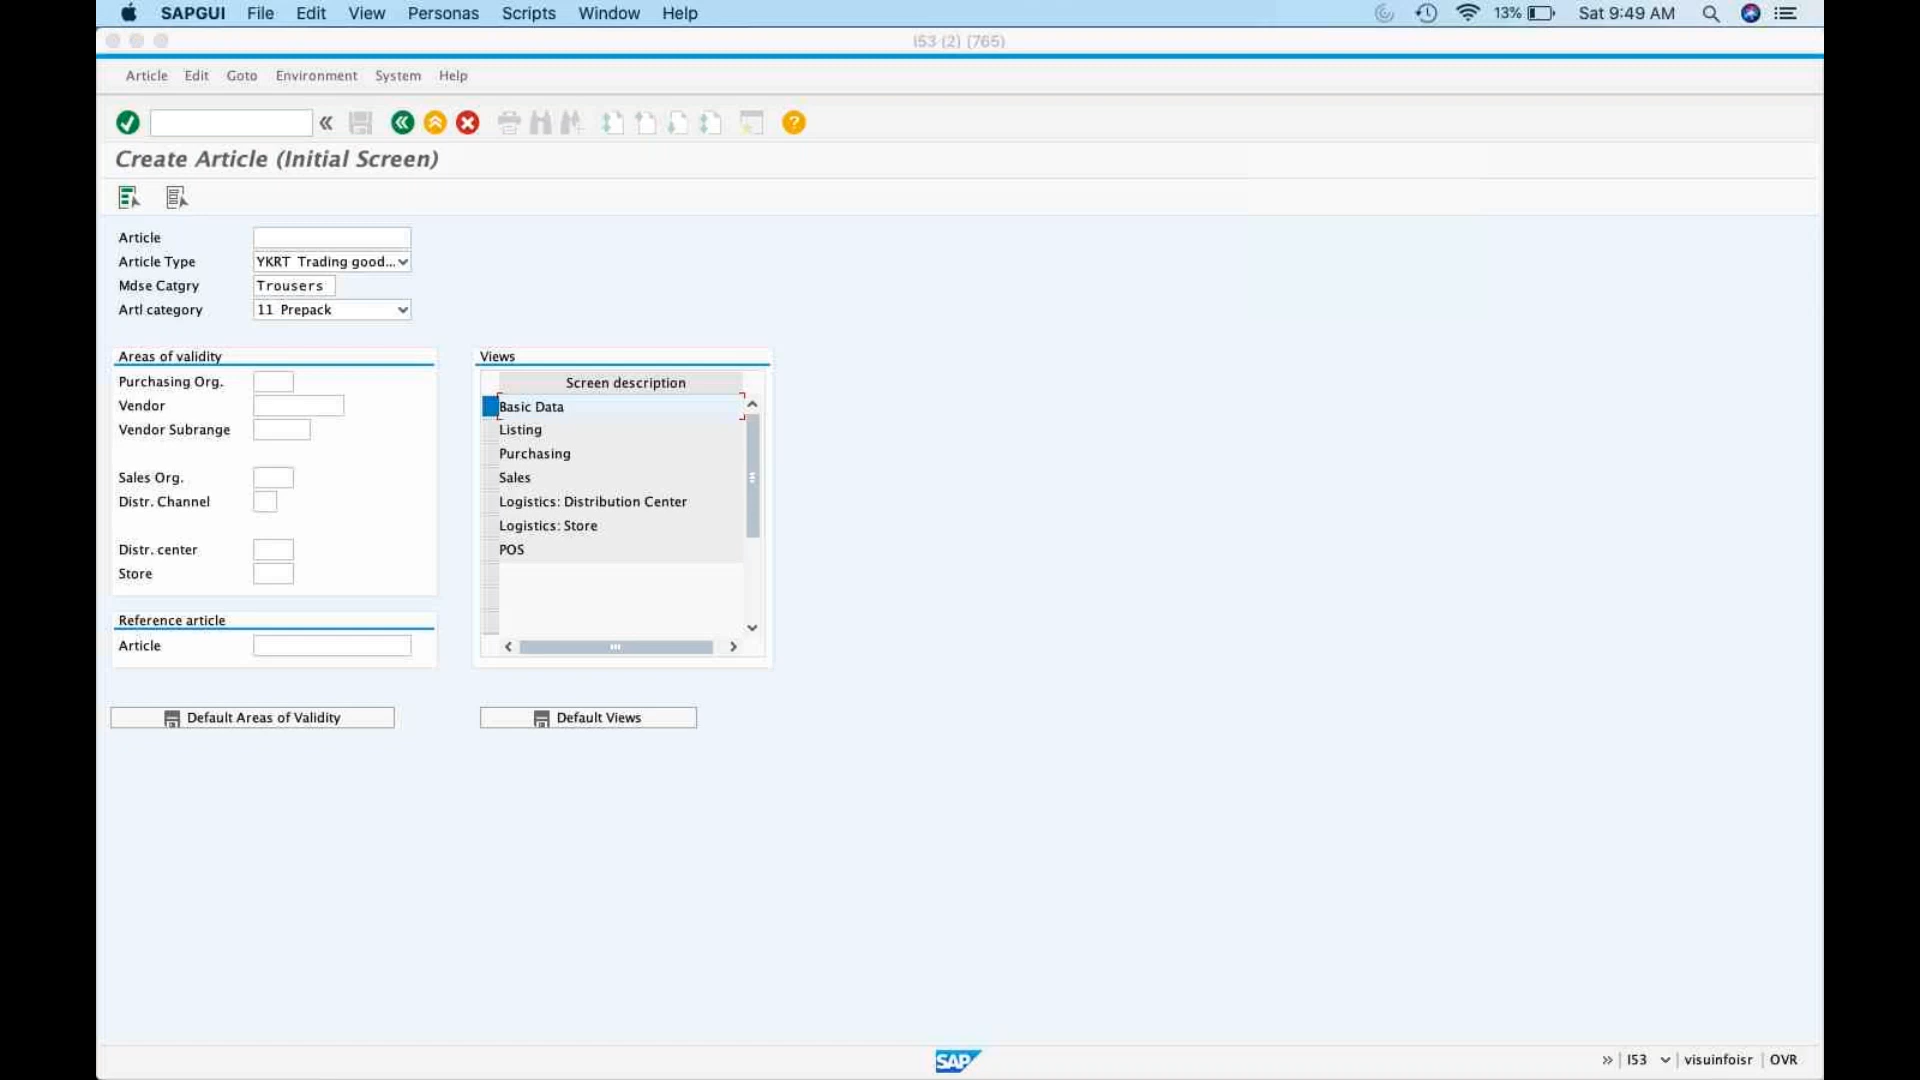 SAPGUI File Edit View Personas Scripts Window Help 13% Sat 9:49 AM
I53 (2) (765)
Article Edit Goto Environment System Help
Create Article (Initial Screen)
Article
Article Type YKRT Trading good...
Mdse Catgry Trousers
Artl category 11 Prepack
Areas of validity
Purchasing Org.
Vendor
Vendor Subrange
Sales Org.
Distr. Channel
Distr. center
Store
Reference article
Article
Default Areas of Validity
Views
Screen description
Basic Data
Listing
Purchasing
Sales
Logistics: Distribution Center
Logistics: Store
POS
Default Views
SAP
I53 visuinfoisr OVR